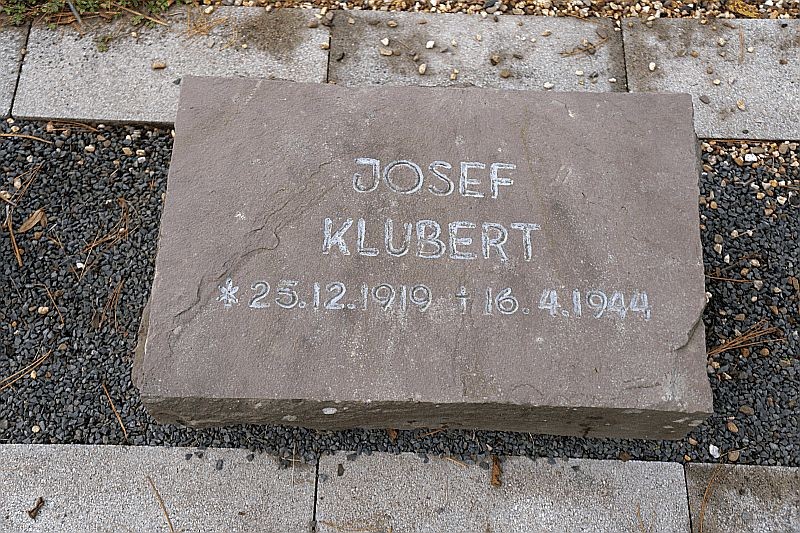 JOSEF
KLUBERT
* 25.12.1919 † 16.4.1944